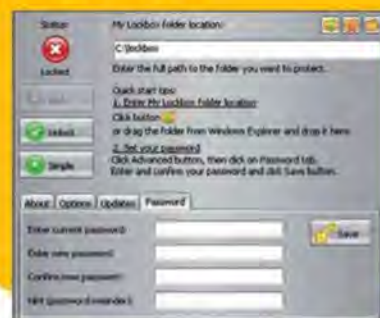 Status:
My Lockbox folder location:
C:\lockbox
Locked
Enter the full path to the folder you want to protect.
Quick start tips:
1. Enter My Lockbox folder location
Click button
or drag the folder from Windows Explorer and drop it here.
Unlock
2. Set your password
Click Advanced button, then click on Password tab.
Enter and confirm your password and click Save button.
Simple
About Options Updates Password
Enter current password:
Save
Enter new password:
Confirm new password:
Hint (password reminder):